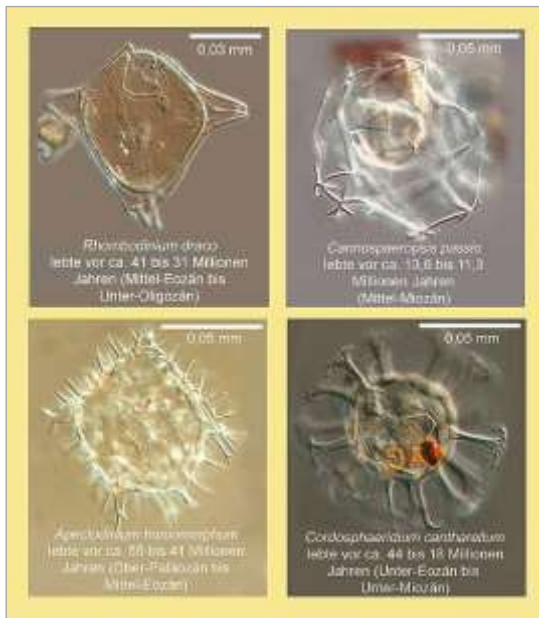 0,03 mm
Rhombodinium draco
lebte vor ca. 41 bis 31 Millionen
Jahren (Mittel-Eozän bis
Unter-Oligozän)
0,05 mm
Cannosphaeropsis passio
lebte vor ca. 13,6 bis 11,3
Millionen Jahren
(Mittel-Miozän)
0,05 mm
Apectodinium homomorphum
lebte vor ca. 56 bis 41 Millionen
Jahren (Ober-Paläozän bis
Mittel-Eozän)
0,05 mm
Cordosphaeridium cantharellum
lebte vor ca. 44 bis 18 Millionen
Jahren (Unter-Eozän bis
Unter-Miozän)